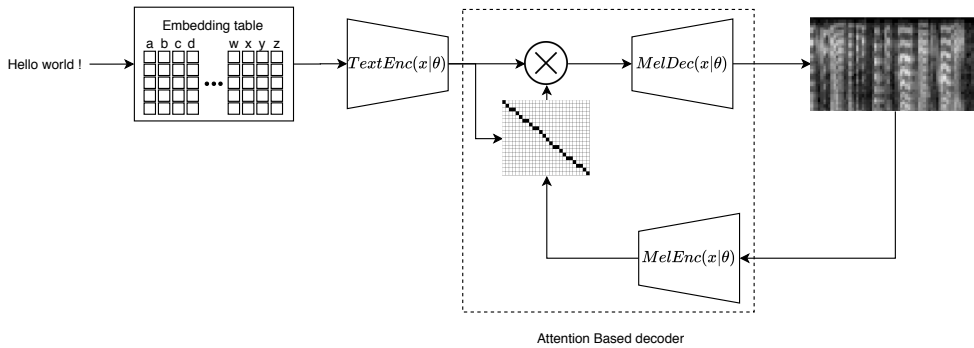 Embedding table
a b c d w x y z
Hello world !
•••
TextEnc(x|θ)
MelDec(x|θ)
MelEnc(x|θ)
Attention Based decoder